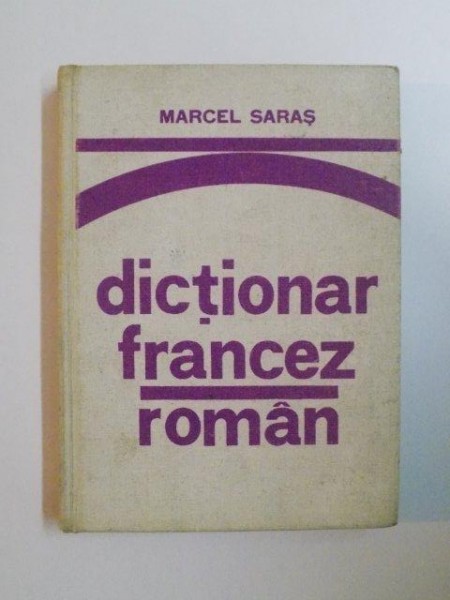 MARCEL SARAȘ
dicționar
francez
român